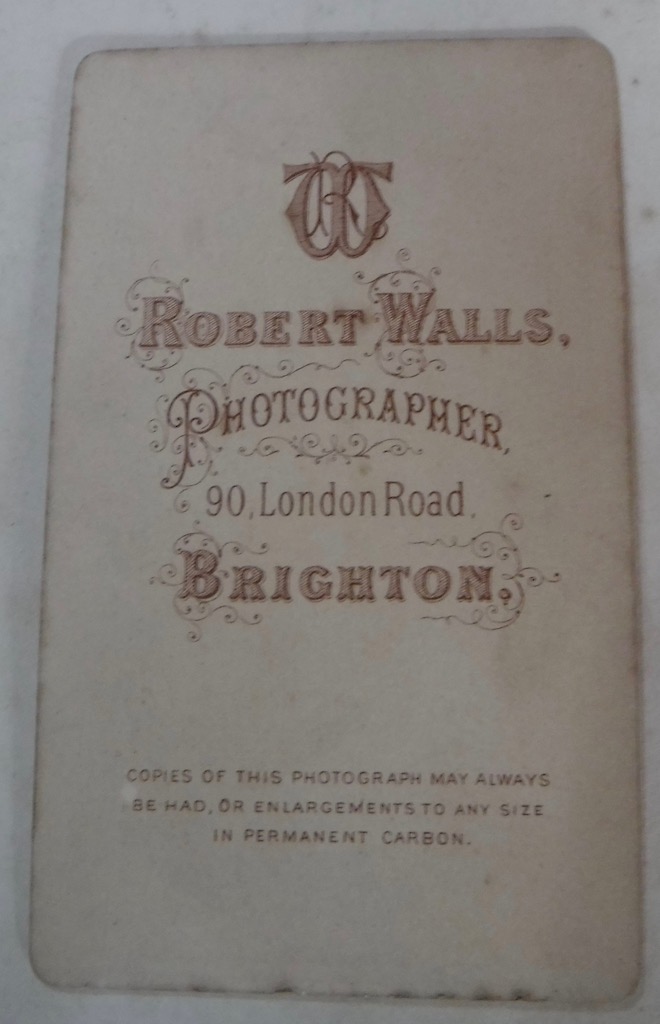 RW
ROBERT WALLS,
PHOTOGRAPHER,
90, London Road.
BRIGHTON.
COPIES OF THIS PHOTOGRAPH MAY ALWAYS
BE HAD, OR ENLARGEMENTS TO ANY SIZE
IN PERMANENT CARBON.